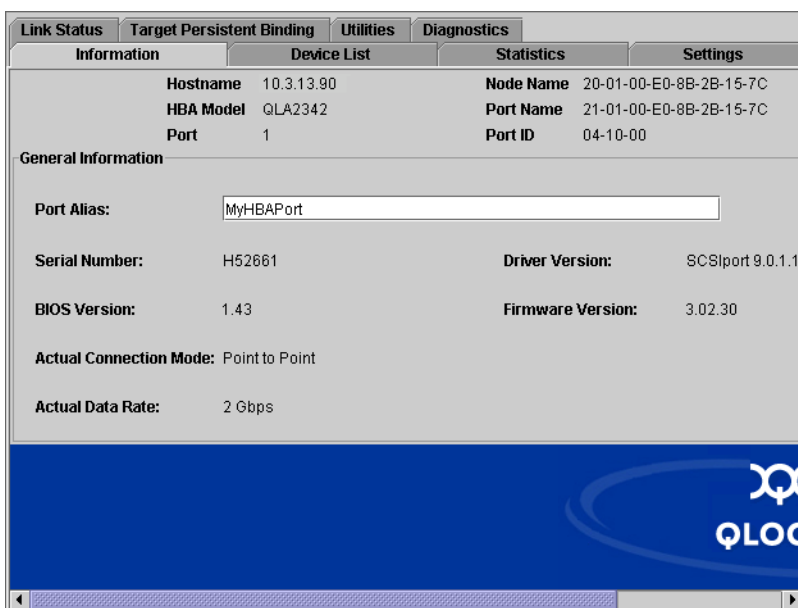 Link Status Target Persistent Binding Utilities Diagnostics
Information Device List Statistics Settings
Hostname 10.3.13.90 Node Name 20-01-00-E0-8B-2B-15-7C
HBA Model QLA2342 Port Name 21-01-00-E0-8B-2B-15-7C
Port 1 Port ID 04-10-00
General Information
Port Alias: MyHBAPort
Serial Number: H52661 Driver Version: SCSIport 9.0.1.1
BIOS Version: 1.43 Firmware Version: 3.02.30
Actual Connection Mode: Point to Point
Actual Data Rate: 2 Gbps